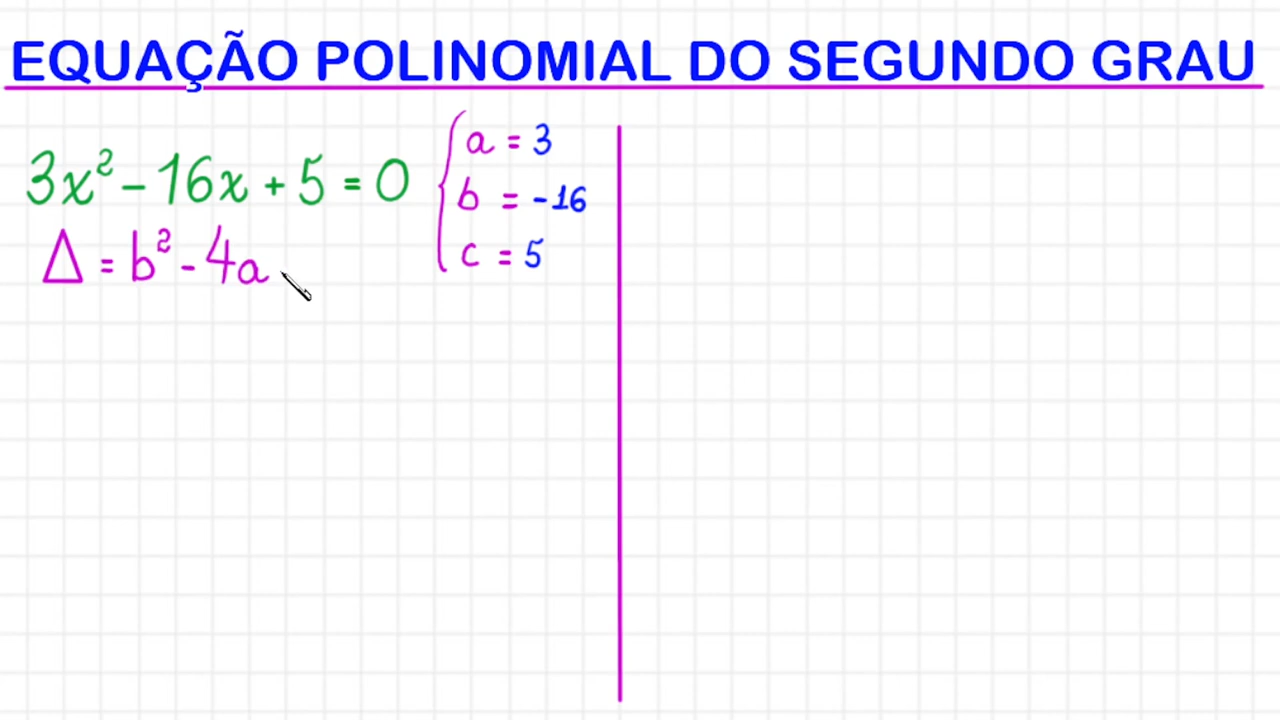 EQUAÇÃO POLINOMIAL DO SEGUNDO GRAU
3x² - 16x + 5 = 0
a = 3
b = -16
c = 5
Δ = b² - 4a